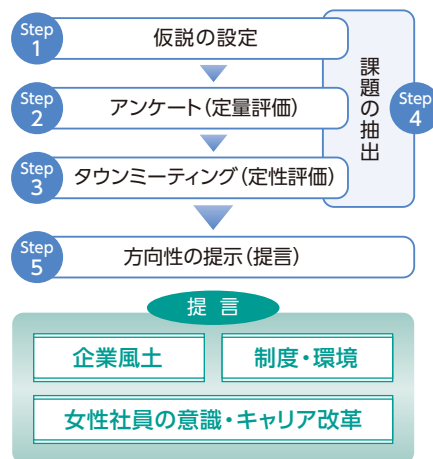 Step
1
仮説の設定
Step
2
アンケート(定量評価)
Step
3
タウンミーティング(定性評価)
課題の抽出
Step
4
Step
5
方向性の提示(提言)
提言
企業風土
制度・環境
女性社員の意識・キャリア改革